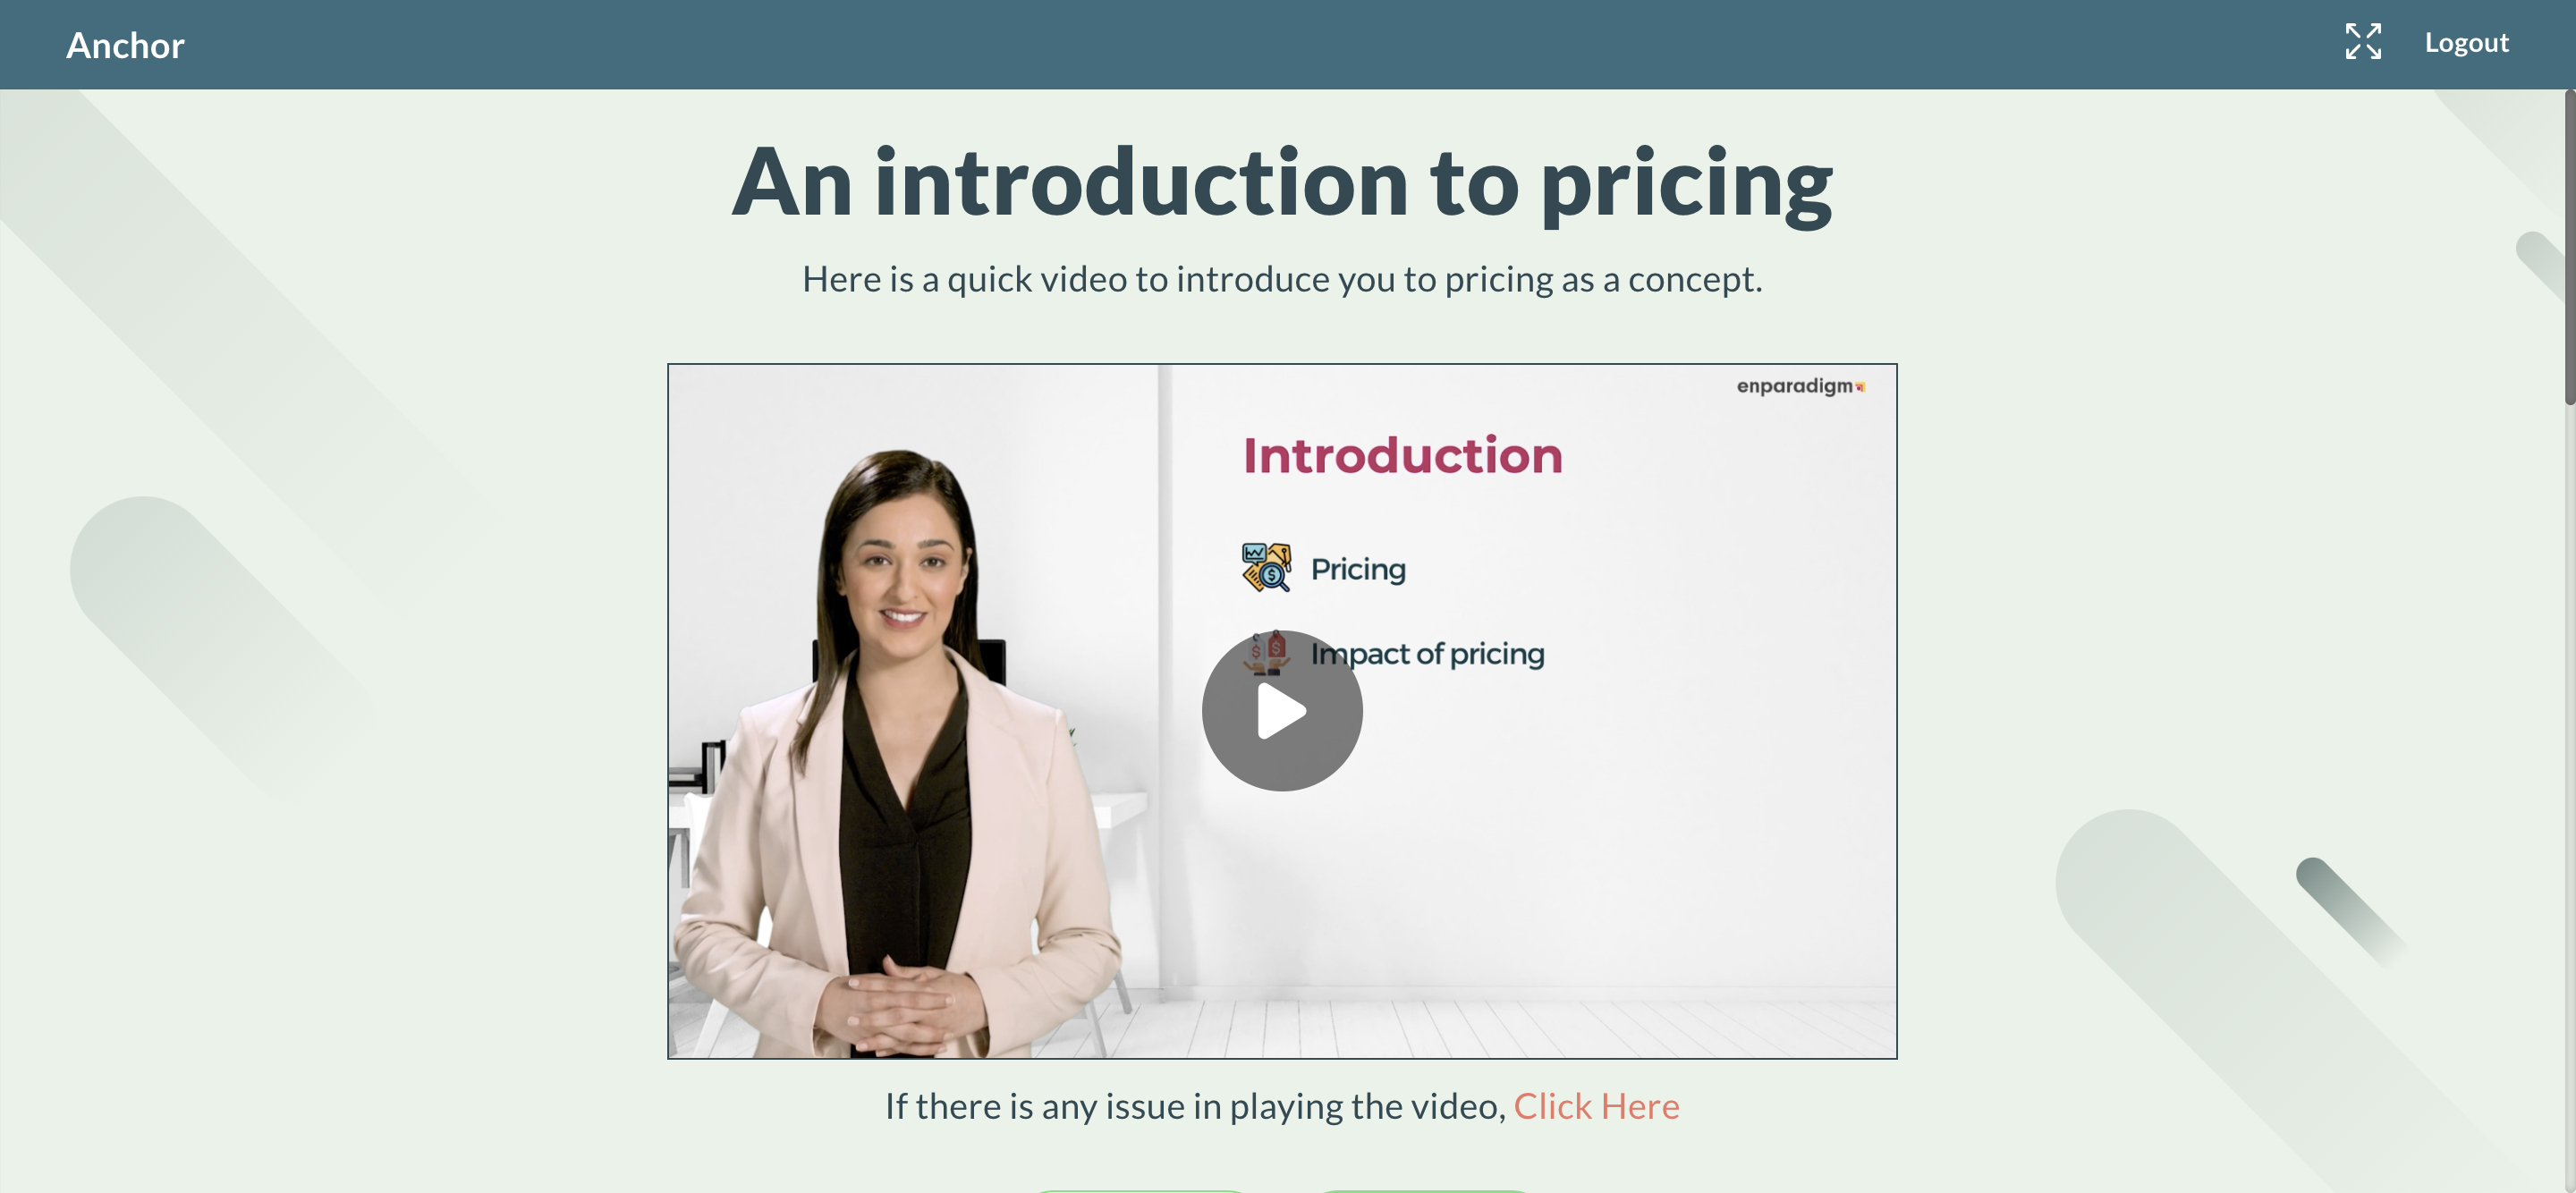 Anchor
Logout
An introduction to pricing
Here is a quick video to introduce you to pricing as a concept.
enparadigm
Introduction
Pricing
Impact of pricing
If there is any issue in playing the video, Click Here